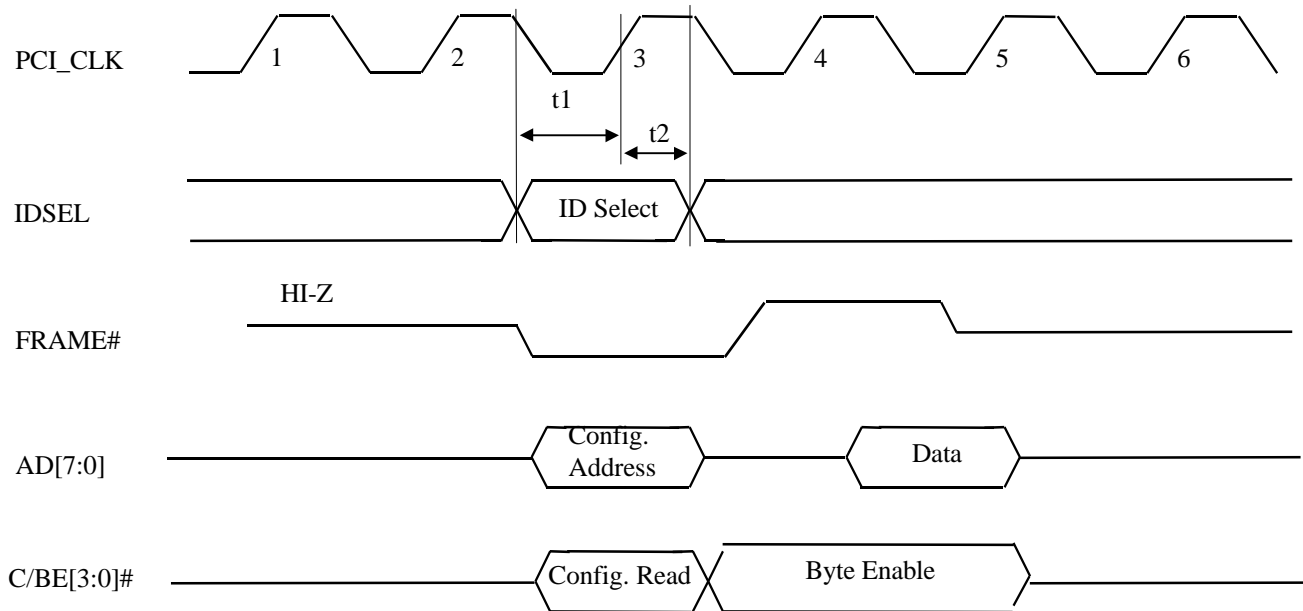 PCI_CLK
1
2
3
4
5
6
t1
t2
IDSEL
ID Select
HI-Z
FRAME#
AD[7:0]
Config.
Address
Data
C/BE[3:0]#
Config. Read
Byte Enable